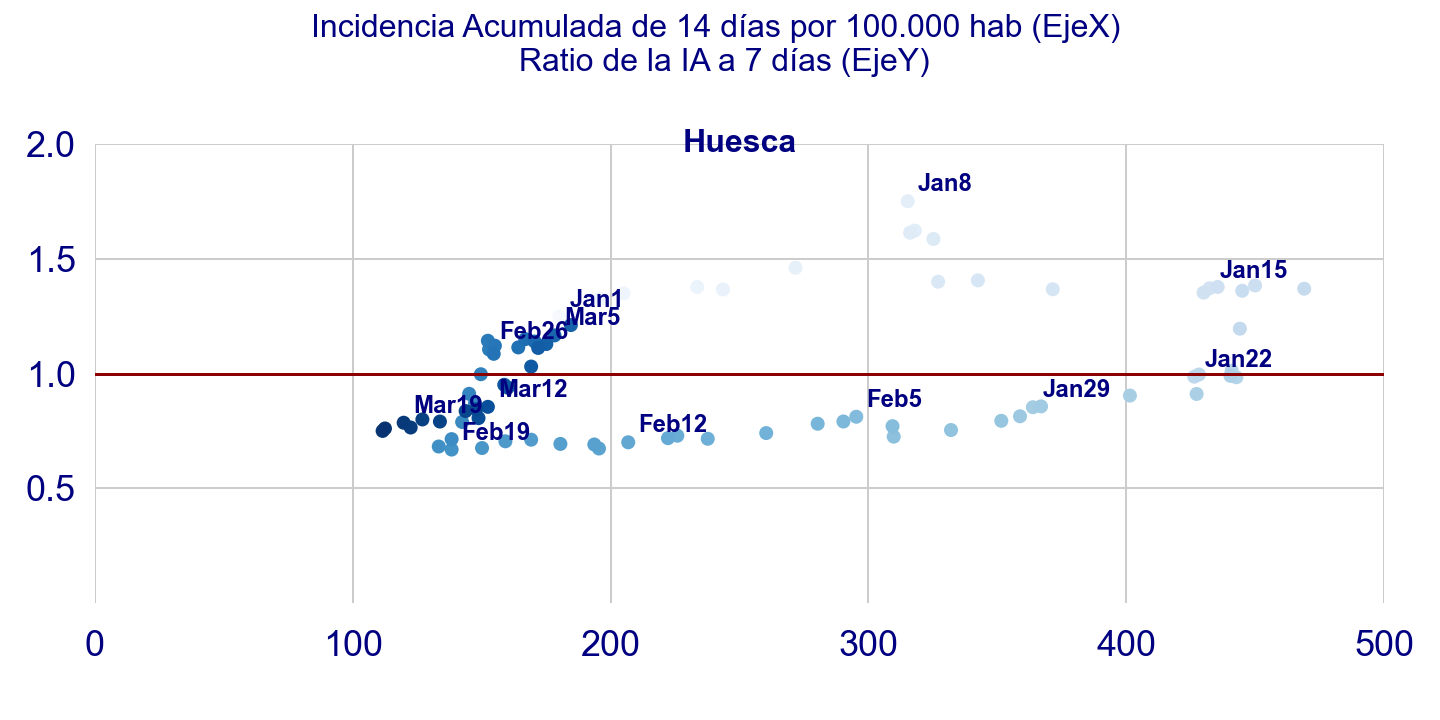 Incidencia Acumulada de 14 días por 100.000 hab (EjeX)
Ratio de la IA a 7 días (EjeY)
Huesca
2.0
Jan8
1.5
Jan15
Jan1
Mar5
Feb26
1.0
Jan22
Mar12
Jan29
Feb5
Mar19
Feb12
Feb19
0.5
0 100 200 300 400 500